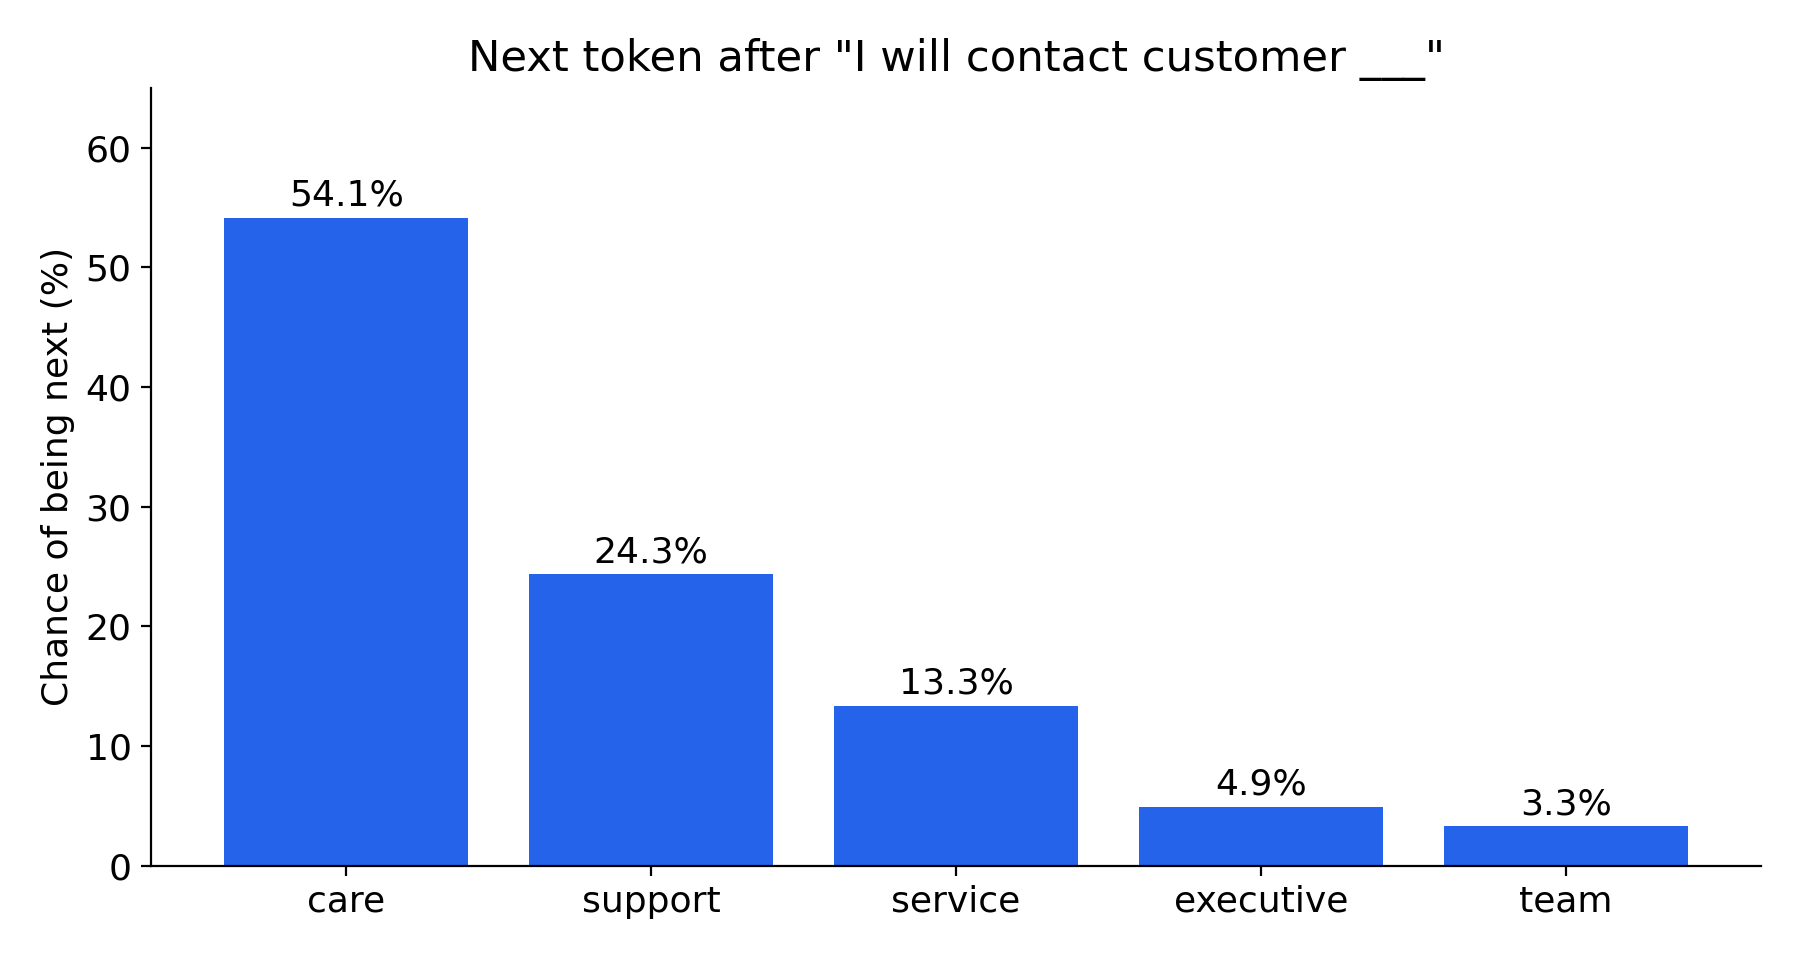 Next token after "I will contact customer ___"
Chance of being next (%)
60
50
40
30
20
10
0
54.1%
24.3%
13.3%
4.9%
3.3%
care
support
service
executive
team